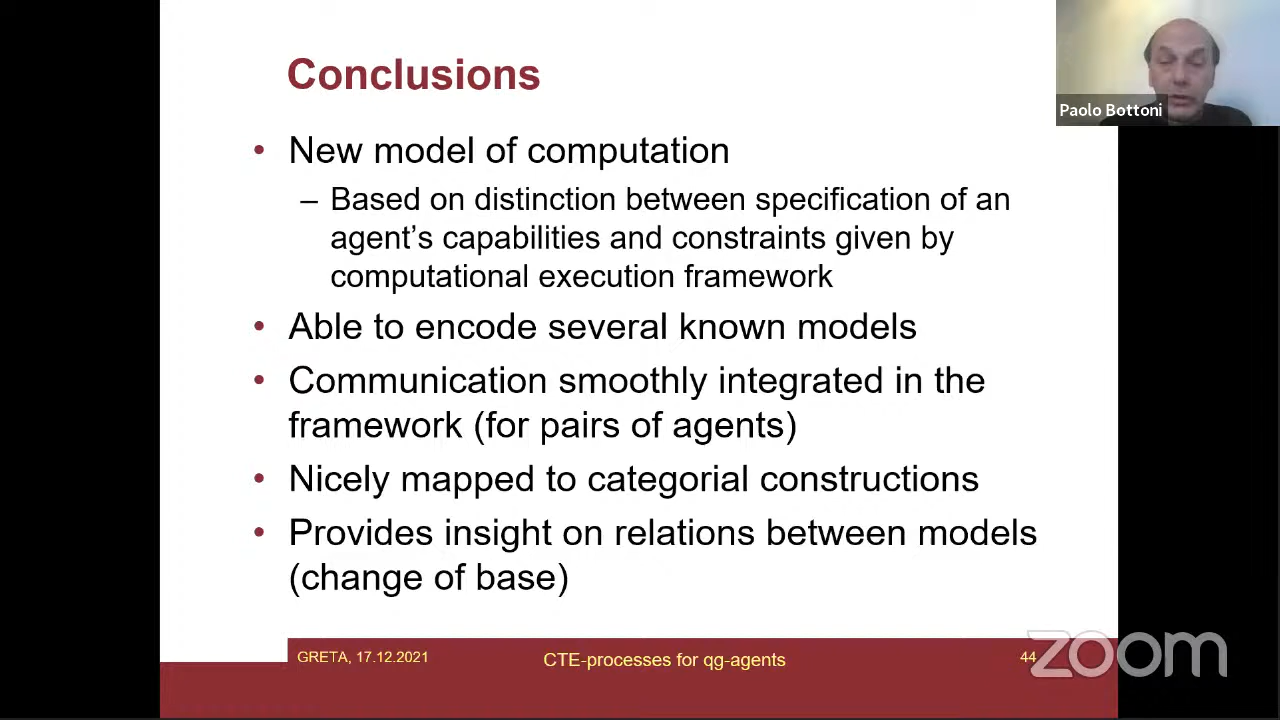 Conclusions
Paolo Bottoni
• New model of computation
– Based on distinction between specification of an
agent's capabilities and constraints given by
computational execution framework
• Able to encode several known models
• Communication smoothly integrated in the
framework (for pairs of agents)
• Nicely mapped to categorial constructions
• Provides insight on relations between models
(change of base)
GRETA, 17.12.2021
CTE-processes for qg-agents
44
zoom